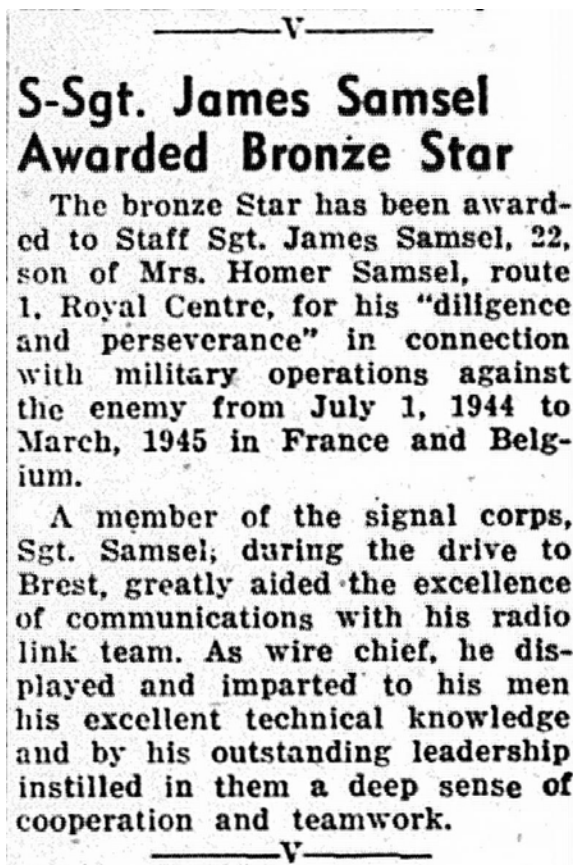 V
S-Sgt. James Samsel
Awarded Bronze Star
The bronze Star has been award-
ed to Staff Sgt. James Samsel, 22,
son of Mrs. Homer Samsel, route
1, Royal Centre, for his “diligence
and perseverance” in connection
with military operations against
the enemy from July 1, 1944 to
March, 1945 in France and Belg-
ium.
A member of the signal corps,
Sgt. Samsel, during the drive to
Brest, greatly aided the excellence
of communications with his radio
link team. As wire chief, he dis-
played and imparted to his men
his excellent technical knowledge
and by his outstanding leadership
instilled in them a deep sense of
cooperation and teamwork.
V